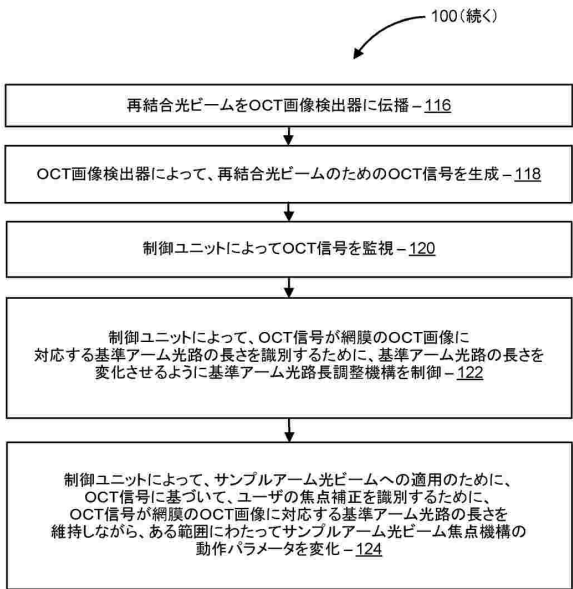 100(続く)
再結合光ビームをOCT画像検出器に伝播 – 116
OCT画像検出器によって、再結合光ビームのためのOCT信号を生成 – 118
制御ユニットによってOCT信号を監視 – 120
制御ユニットによって、OCT信号が網膜のOCT画像に
対応する基準アーム光路の長さを識別するために、基準アーム光路の長さを
変化させるように基準アーム光路長調整機構を制御 – 122
制御ユニットによって、サンプルアーム光ビームへの適用のために、
OCT信号に基づいて、ユーザの焦点補正を識別するために、
OCT信号が網膜のOCT画像に対応する基準アーム光路の長さを
維持しながら、ある範囲にわたってサンプルアーム光ビーム焦点機構の
動作パラメータを変化 – 124